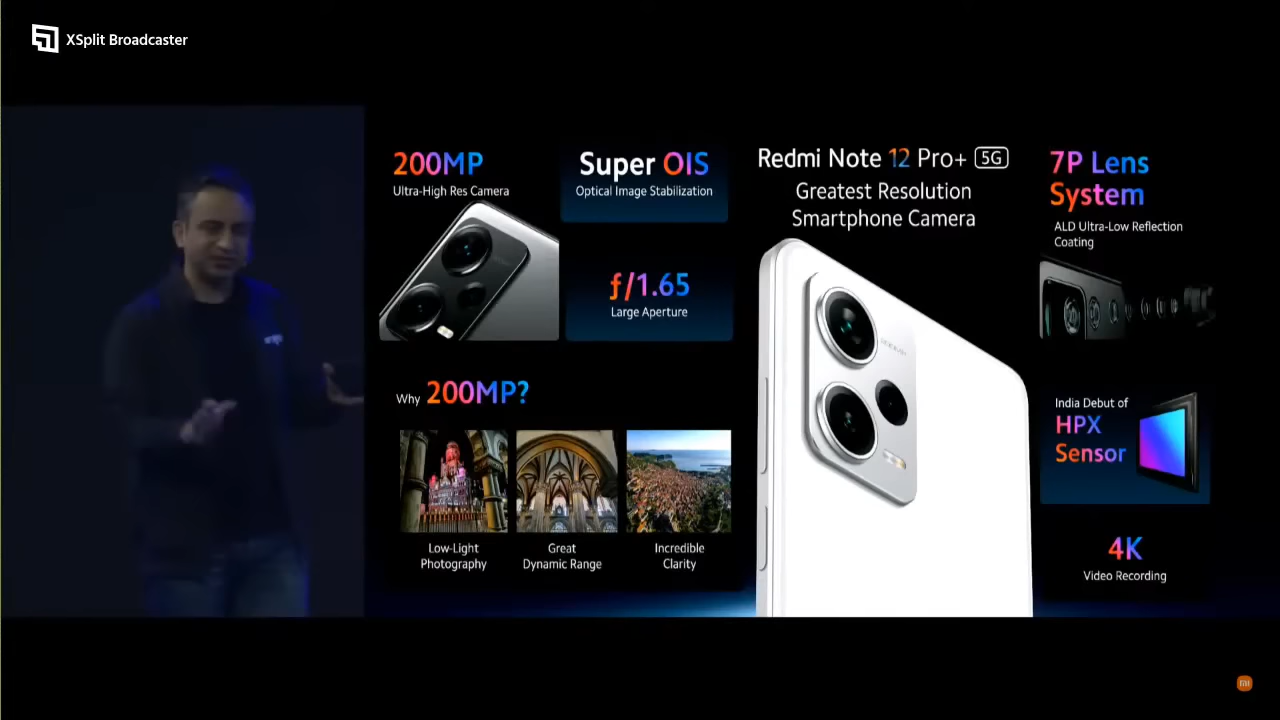 XSplit Broadcaster
200MP
Ultra-High Res Camera
Super OIS
Optical Image Stabilization
ƒ/1.65
Large Aperture
Why 200MP?
Low-Light
Photography
Great
Dynamic Range
Incredible
Clarity
Redmi Note 12 Pro+ 5G
Greatest Resolution
Smartphone Camera
7P Lens
System
ALD Ultra-Low Reflection
Coating
India Debut of
HPX
Sensor
4K
Video Recording
mi